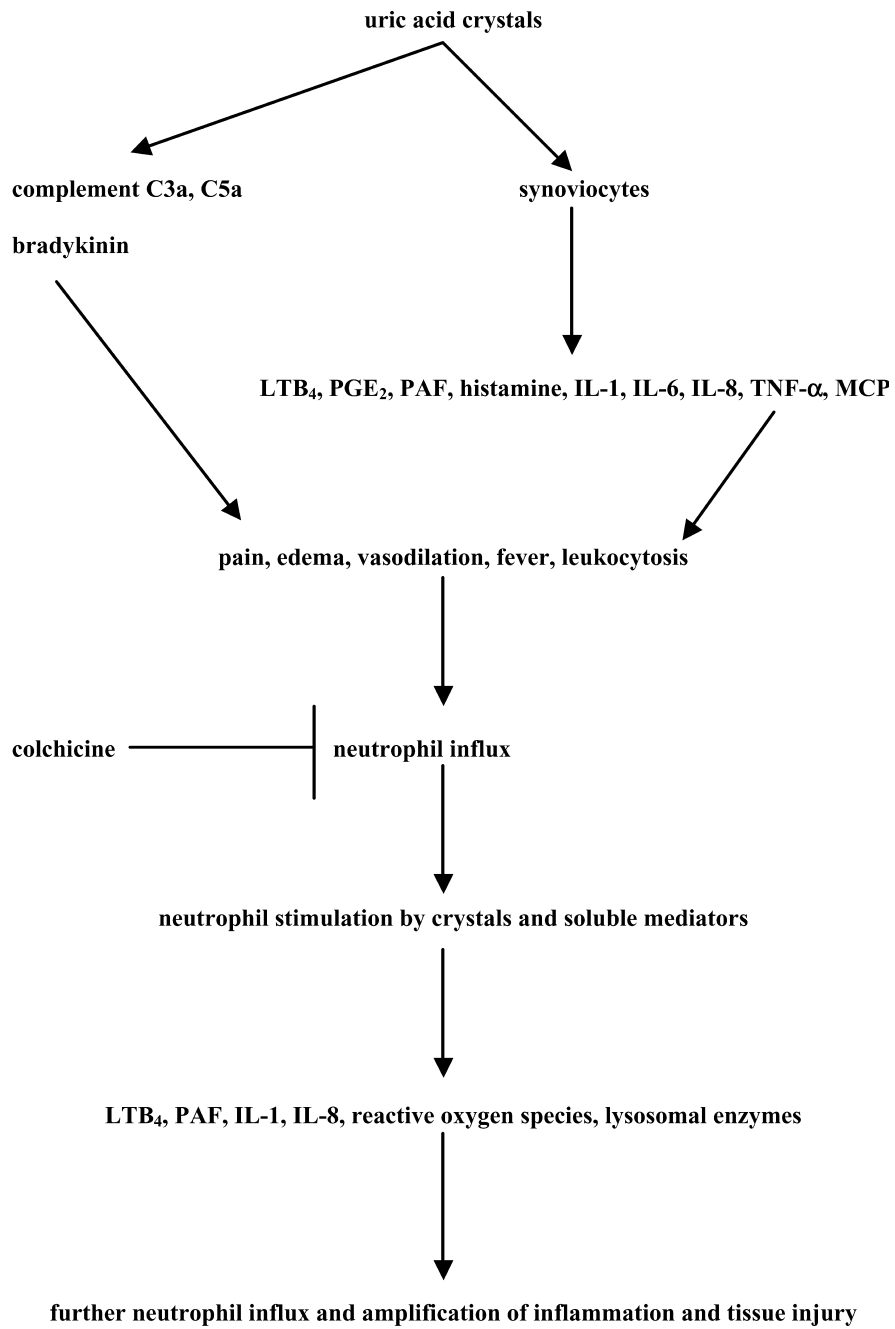 uric acid crystals
complement C3a, C5a
synoviocytes
bradykinin
LTB₄, PGE₂, PAF, histamine, IL-1, IL-6, IL-8, TNF-α, MCP
pain, edema, vasodilation, fever, leukocytosis
colchicine
neutrophil influx
neutrophil stimulation by crystals and soluble mediators
LTB₄, PAF, IL-1, IL-8, reactive oxygen species, lysosomal enzymes
further neutrophil influx and amplification of inflammation and tissue injury